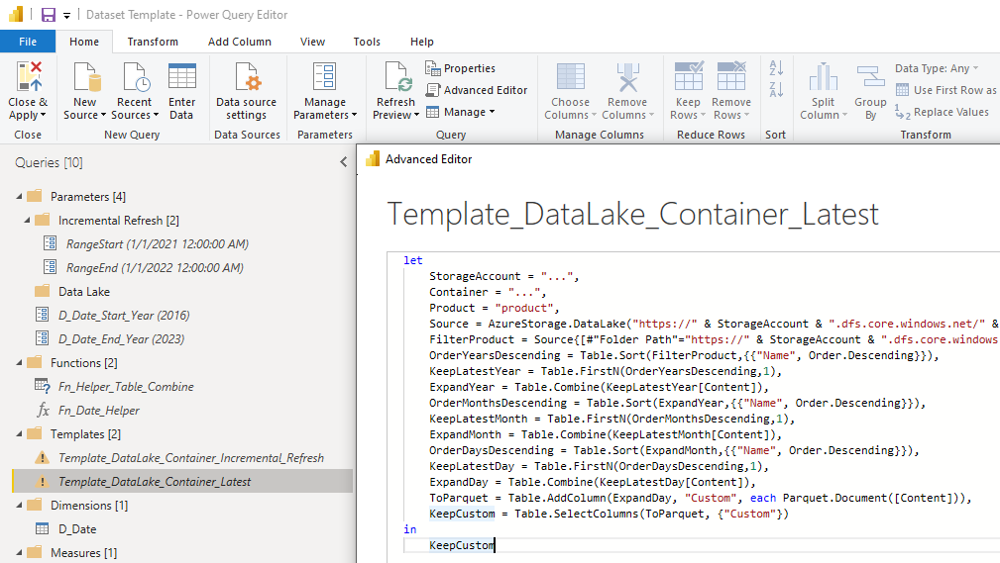 Dataset Template - Power Query Editor
File Home Transform Add Column View Tools Help
Close & Apply
New Source
Recent Sources
Enter Data
Data source settings
Manage Parameters
Refresh Preview
Properties
Advanced Editor
Manage
Choose Columns
Remove Columns
Keep Rows
Remove Rows
Split Column
Group By
Data Type: Any
Use First Row as
Replace Values
Close New Query Data Sources Parameters Query Manage Columns Reduce Rows Sort Transform
Queries [10]
Parameters [4]
Incremental Refresh [2]
RangeStart (1/1/2021 12:00:00 AM)
RangeEnd (1/1/2022 12:00:00 AM)
Data Lake
D_Date_Start_Year (2016)
D_Date_End_Year (2023)
Functions [2]
Fn_Helper_Table_Combine
Fn_Date_Helper
Templates [2]
Template_DataLake_Container_Incremental_Refresh
Template_DataLake_Container_Latest
Dimensions [1]
D_Date
Measures [1]
Advanced Editor
Template_DataLake_Container_Latest
let
StorageAccount = "...",
Container = "...",
Product = "product",
Source = AzureStorage.DataLake("https://" & StorageAccount & ".dfs.core.windows.net/" &
FilterProduct = Source{[#"Folder Path"="https://" & StorageAccount & ".dfs.core.windows
OrderYearsDescending = Table.Sort(FilterProduct,{{"Name", Order.Descending}}),
KeepLatestYear = Table.FirstN(OrderYearsDescending,1),
ExpandYear = Table.Combine(KeepLatestYear[Content]),
OrderMonthsDescending = Table.Sort(ExpandYear,{{"Name", Order.Descending}}),
KeepLatestMonth = Table.FirstN(OrderMonthsDescending,1),
ExpandMonth = Table.Combine(KeepLatestMonth[Content]),
OrderDaysDescending = Table.Sort(ExpandMonth,{{"Name", Order.Descending}}),
KeepLatestDay = Table.FirstN(OrderDaysDescending,1),
ExpandDay = Table.Combine(KeepLatestDay[Content]),
ToParquet = Table.AddColumn(ExpandDay, "Custom", each Parquet.Document([Content])),
KeepCustom = Table.SelectColumns(ToParquet, {"Custom"})
in
KeepCustom